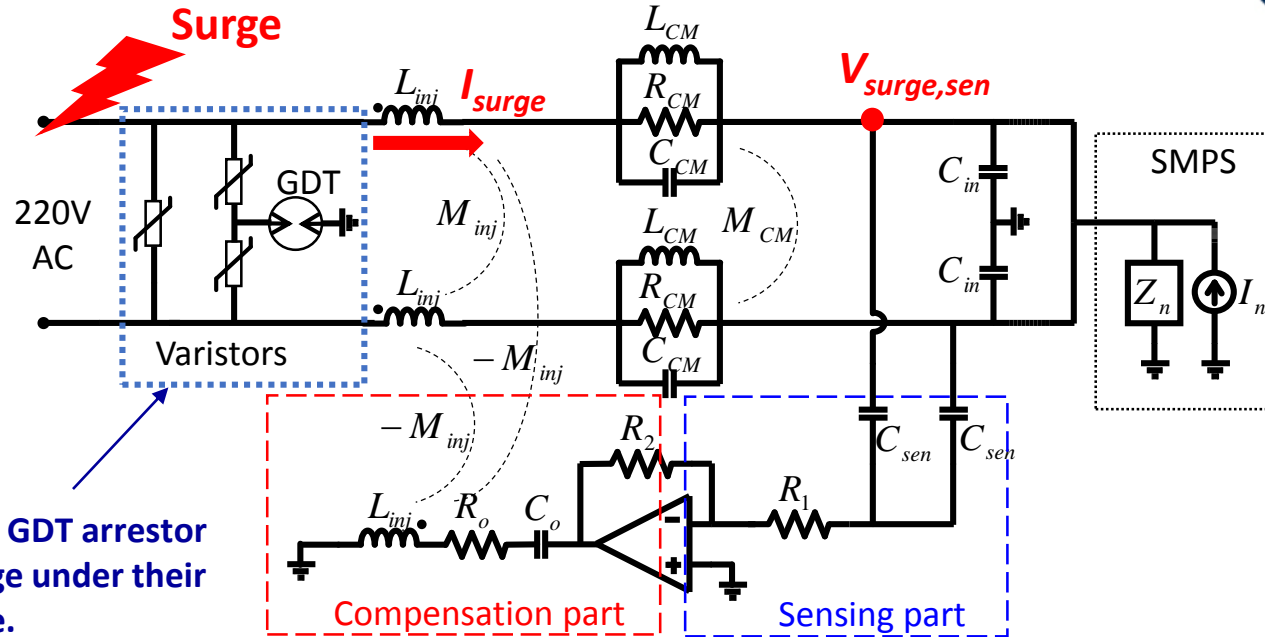 Surge
L_inj
I_surge
L_CM
R_CM
C_CM
V_surge,sen
GDT
220V
AC
M_inj
L_CM
M_CM
C_in
SMPS
L_inj
R_CM
C_in
Z_n
I_n
Varistors
C_CM
– M_inj
– M_inj
R_2
C_sen
C_sen
L_inj
R_o
C_o
–
+
R_1
GDT arrestor
ge under their
e.
Compensation part
Sensing part